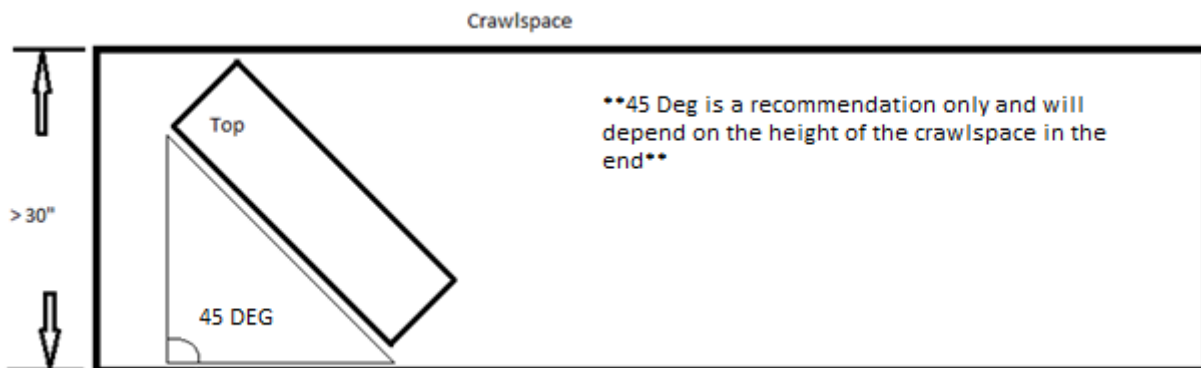 Crawlspace
Top
**45 Deg is a recommendation only and will
depend on the height of the crawlspace in the
end**
> 30"
45 DEG